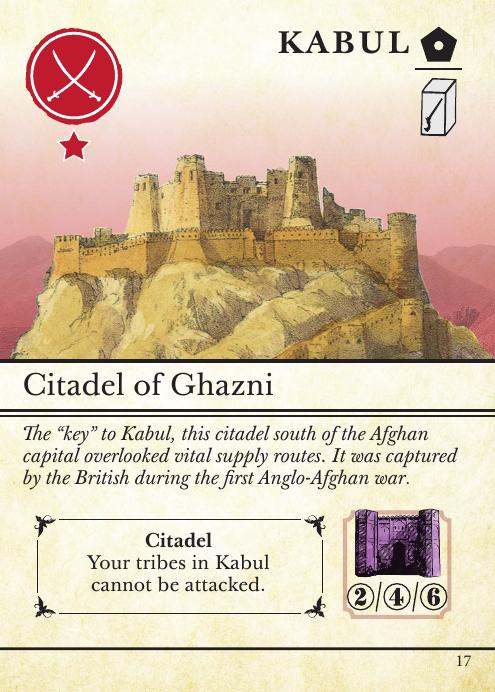 KABUL
Citadel of Ghazni
The “key” to Kabul, this citadel south of the Afghan
capital overlooked vital supply routes. It was captured
by the British during the first Anglo-Afghan war.
Citadel
Your tribes in Kabul
cannot be attacked.
2/4/6
17